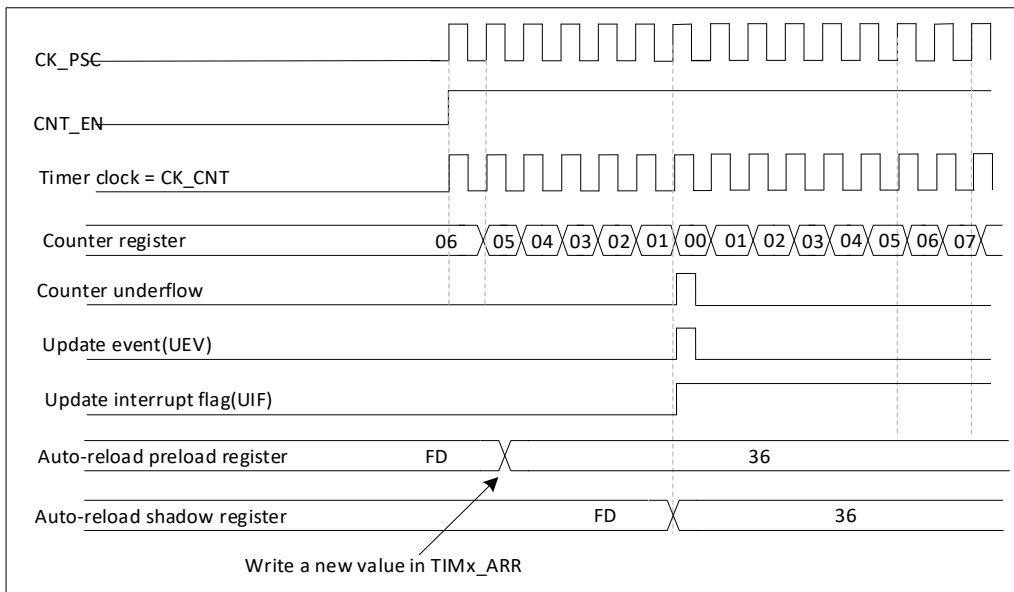 CK_PSC
CNT_EN
Timer clock = CK_CNT
Counter register 06 05 04 03 02 01 00 01 02 03 04 05 06 07
Counter underflow
Update event(UEV)
Update interrupt flag(UIF)
Auto-reload preload register FD 36
Auto-reload shadow register FD 36
Write a new value in TIMx_ARR